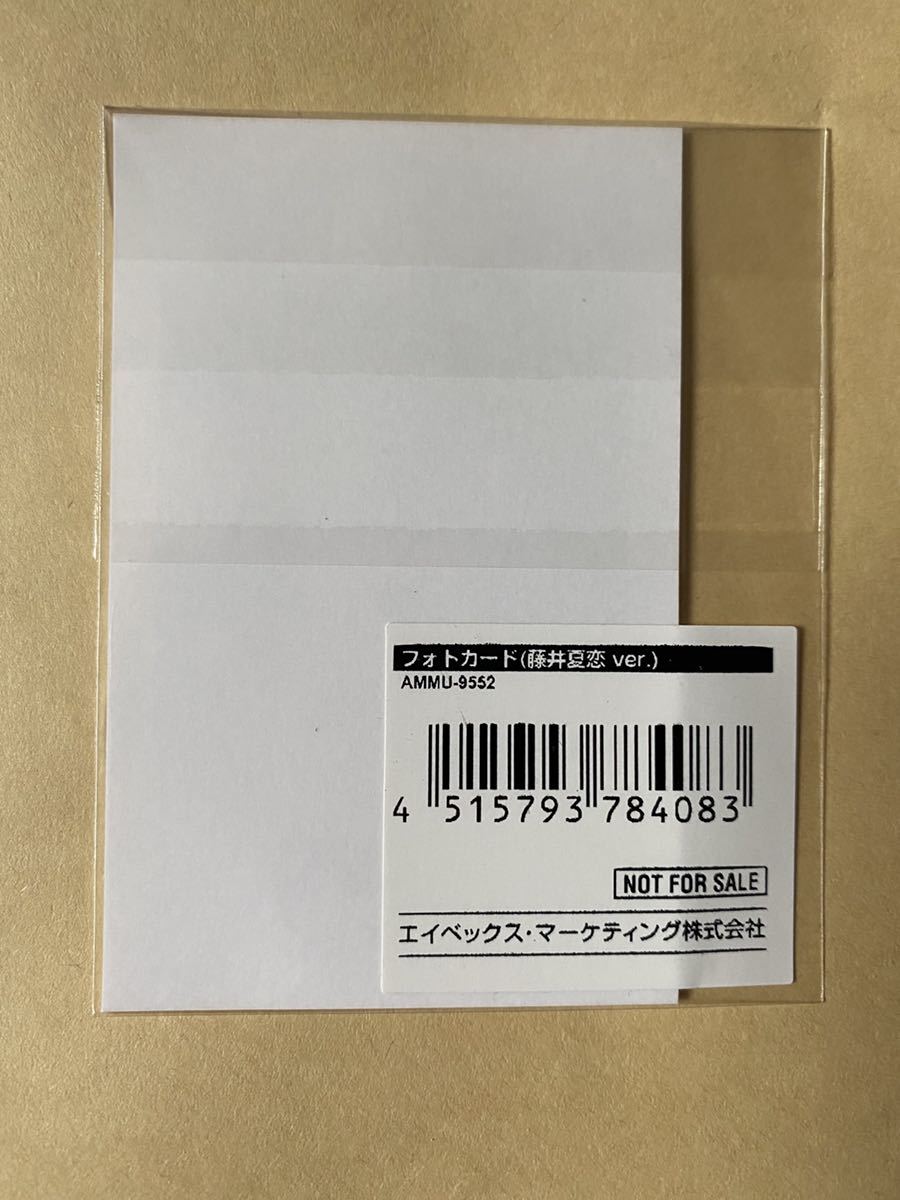 フォトカード(藤井夏恋 ver.)
AMMU-9552
4 515793 784083
NOT FOR SALE
エイベックス・マーケティング株式会社